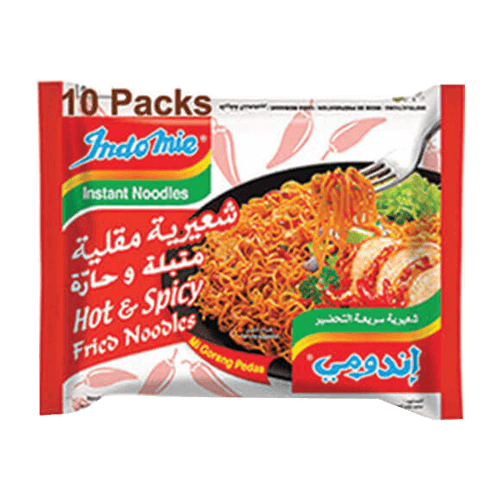 10 Packs
Indomie®
Instant Noodles
شعيرية مقلية
متبلة و حارّة
Hot & Spicy
Fried Noodles
Mi Goreng Pedas
شعيرية سريعة التحضير
إندومي®